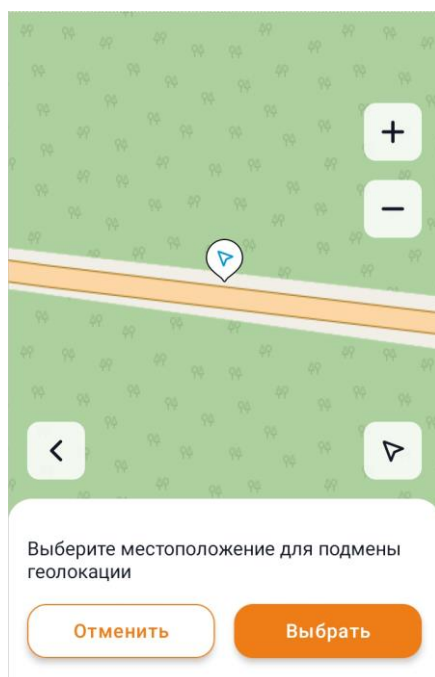 Выберите местоположение для подмены
геолокации
Отменить Выбрать